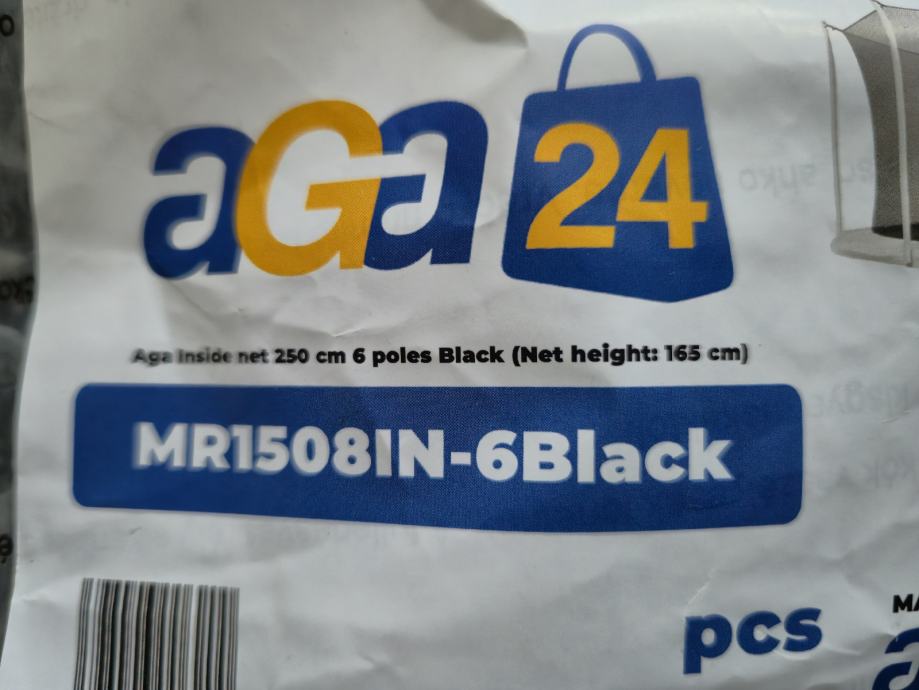 aGa 24
Aga Inside net 250 cm 6 poles Black (Net height: 165 cm)
MR1508IN-6Black
pcs